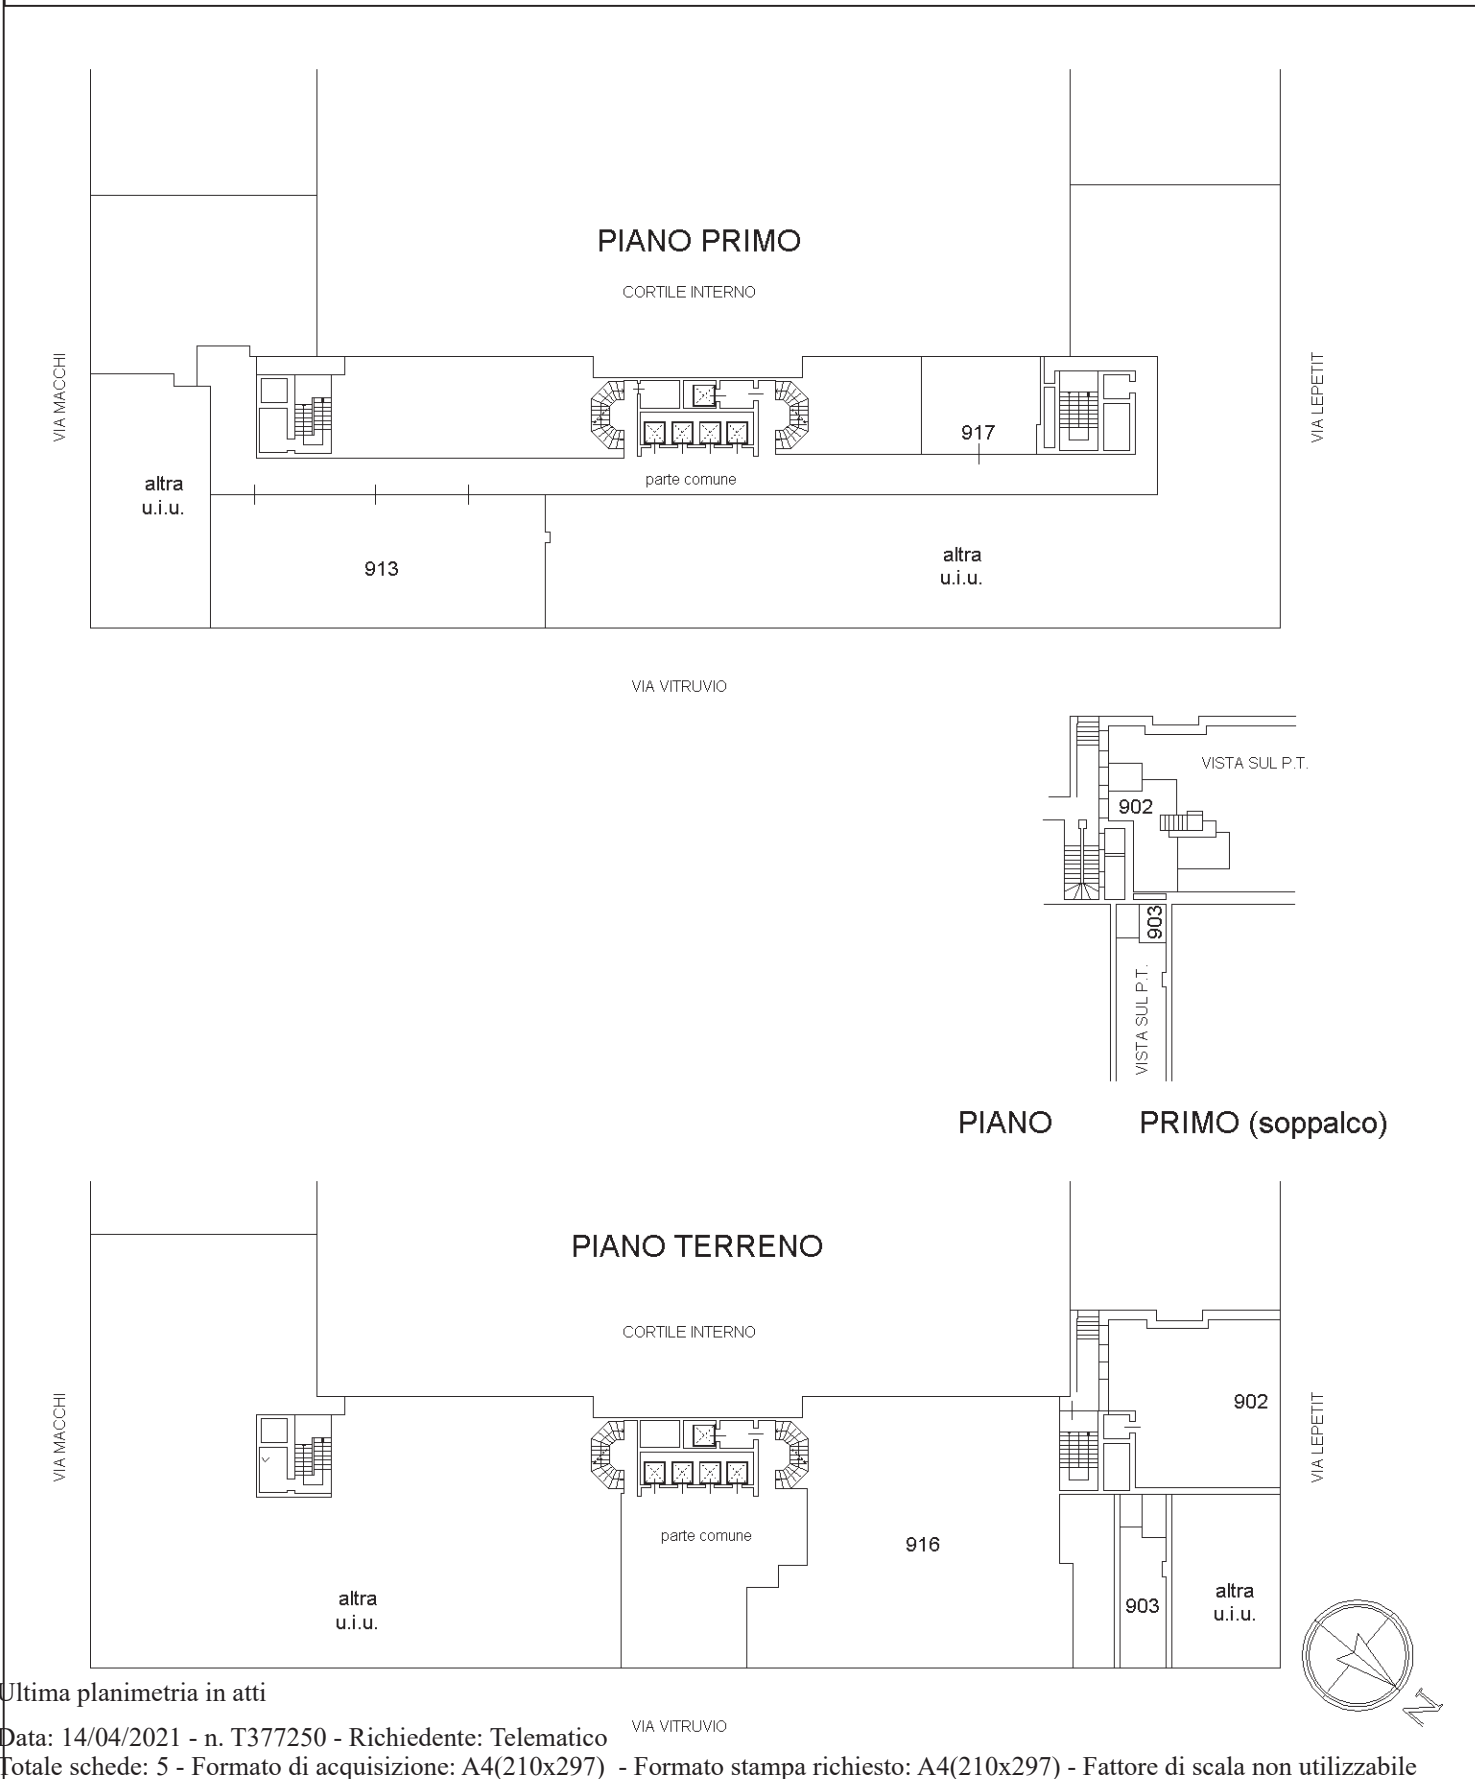 PIANO PRIMO
CORTILE INTERNO
VIA MACCHI
VIA LEPETIT
917
parte comune
altra
u.i.u.
913
altra
u.i.u.
VIA VITRUVIO
VISTA SUL P.T.
902
903
VISTA SUL P.T.
PIANO PRIMO (soppalco)
PIANO TERRENO
CORTILE INTERNO
VIA MACCHI
902
VIA LEPETIT
parte comune
916
altra
u.i.u.
903
altra
u.i.u.
N
Ultima planimetria in atti
VIA VITRUVIO
Data: 14/04/2021 - n. T377250 - Richiedente: Telematico
Totale schede: 5 - Formato di acquisizione: A4(210x297) - Formato stampa richiesto: A4(210x297) - Fattore di scala non utilizzabile